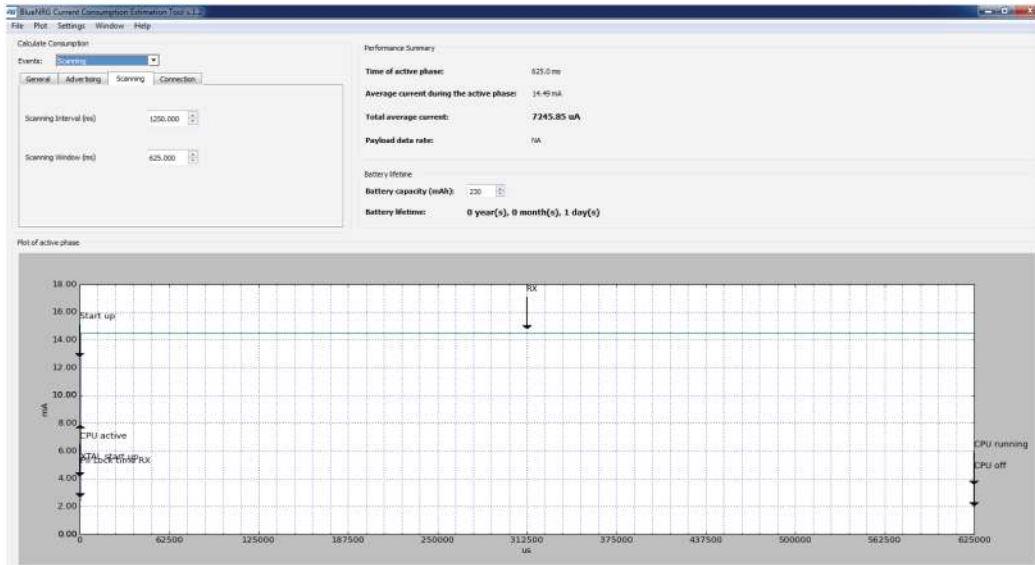 BlueNRG Current Consumption Estimation Tool v.1...
File Plot Settings Window Help
Calculate Consumption
Events: Scanning
General Advertising Scanning Connection
Scanning Interval (ms) 1250.000
Scanning Window (ms) 625.000
Performance Summary
Time of active phase: 625.0 ms
Average current during the active phase: 14.49 mA
Total average current: 7245.85 uA
Payload data rate: NA
Battery lifetime
Battery capacity (mAh): 230
Battery lifetime: 0 year(s), 0 month(s), 1 day(s)
Plot of active phase
18.00
16.00
14.00
12.00
10.00
8.00
6.00
4.00
2.00
0.00
mA
Start up
RX
CPU active
XTAL start up
Pll Lock time RX
CPU running
CPU off
0 62500 125000 187500 250000 312500 375000 437500 500000 562500 625000
us